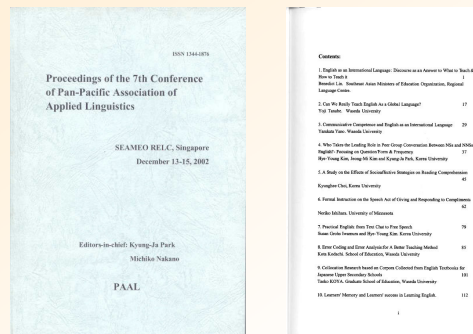 ISSN 1344-1876
Proceedings of the 7th Conference
of Pan-Pacific Association of
Applied Linguistics
SEAMEO RELC, Singapore
December 13-15, 2002
Editors-in-chief: Kyung-Ja Park
Michiko Nakano
PAAL
Contents:
1. English as an International Language: Discourse as an Answer to What to Teach &
How to Teach it 1
Benedict Lin. Southeast Asian Ministers of Education Organization, Regional
Language Centre.
2. Can We Really Teach English As a Global Language? 17
Yuji Tanabe. Waseda University
3. Communicative Competence and English as an International Language 29
Yasukata Yano. Waseda University
4. Who Takes the Leading Role in Peer Group Conversation Between NSs and NNSs
English?: Focusing on Question Form & Frequency 37
Hye-Young Kim, Jeong-Mi Kim and Kyung-Ja Park, Korea University
5. A Study on the Effects of Socioaffective Strategies on Reading Comprehension
45
Kyunghee Choi, Korea University
6. Formal Instruction on the Speech Act of Giving and Responding to Compliments
62
Noriko Ishihara: University of Minnesota
7. Practical English: from Text Chat to Free Speech 79
Susan Grohs Iwamura and Hye-Young Kim. Korea University
8. Error Coding and Error Analysis for A Better Teaching Method 93
Kota Kodachi. School of Education, Waseda University
9. Collocation Research based on Corpora Collected from English Textbooks for
Japanese Upper Secondary Schools 101
Taeko KOYA. Graduate School of Education, Waseda University
10. Learners' Memory and Learners' success in Learning English. 112
i